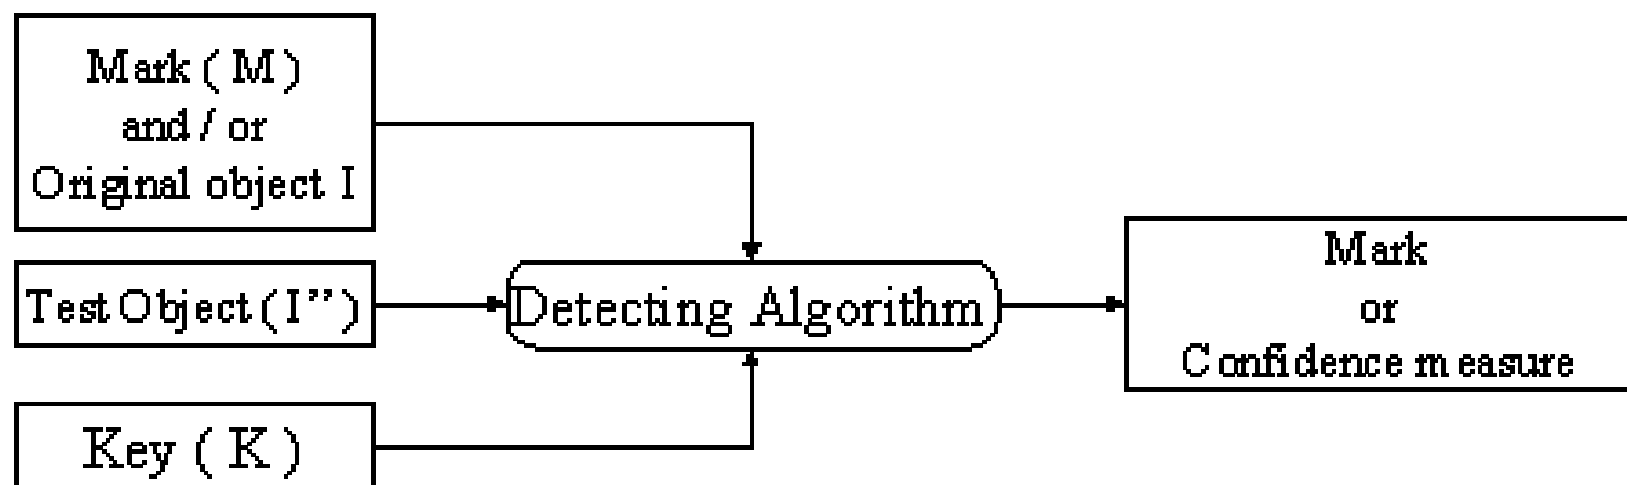 Mark ( M )
and / or
Original object I
Test Object ( I” )
Key ( K )
Detecting Algorithm
Mark
or
Confidence measure